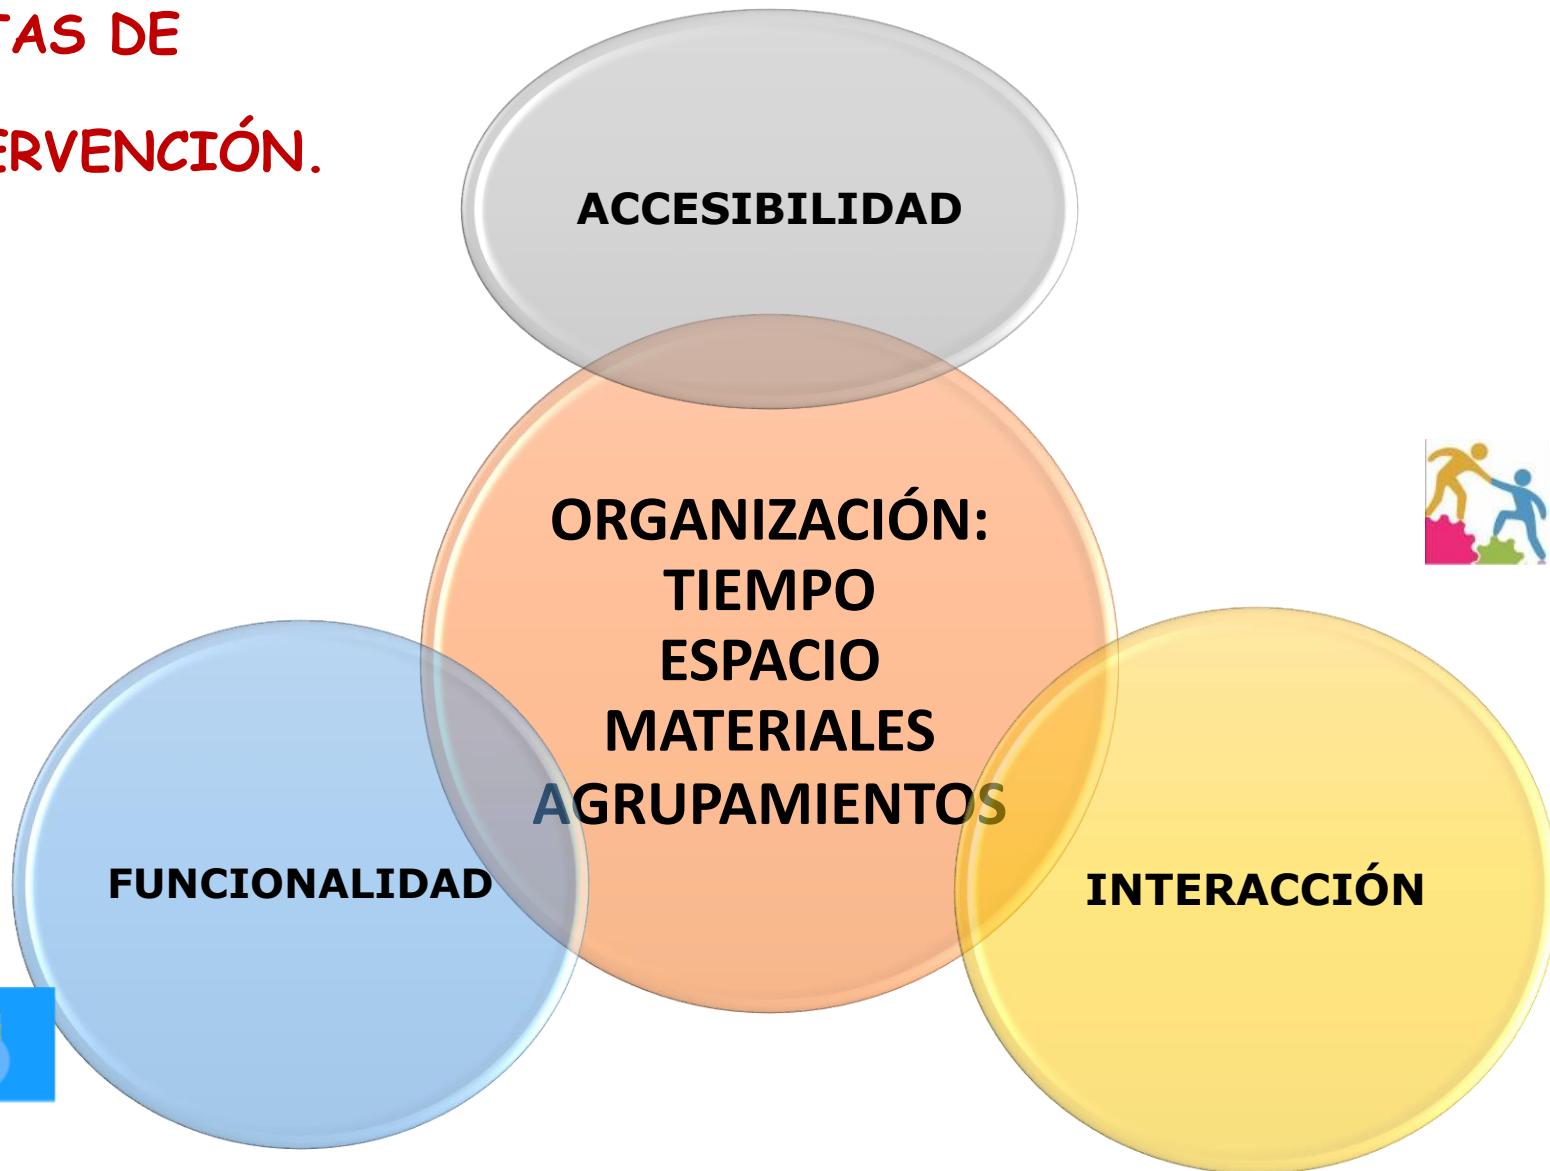 TAS DE
ERVENCIÓN.
ACCESIBILIDAD
ORGANIZACIÓN:
TIEMPO
ESPACIO
MATERIALES
AGRUPAMIENTOS
FUNCIONALIDAD
INTERACCIÓN